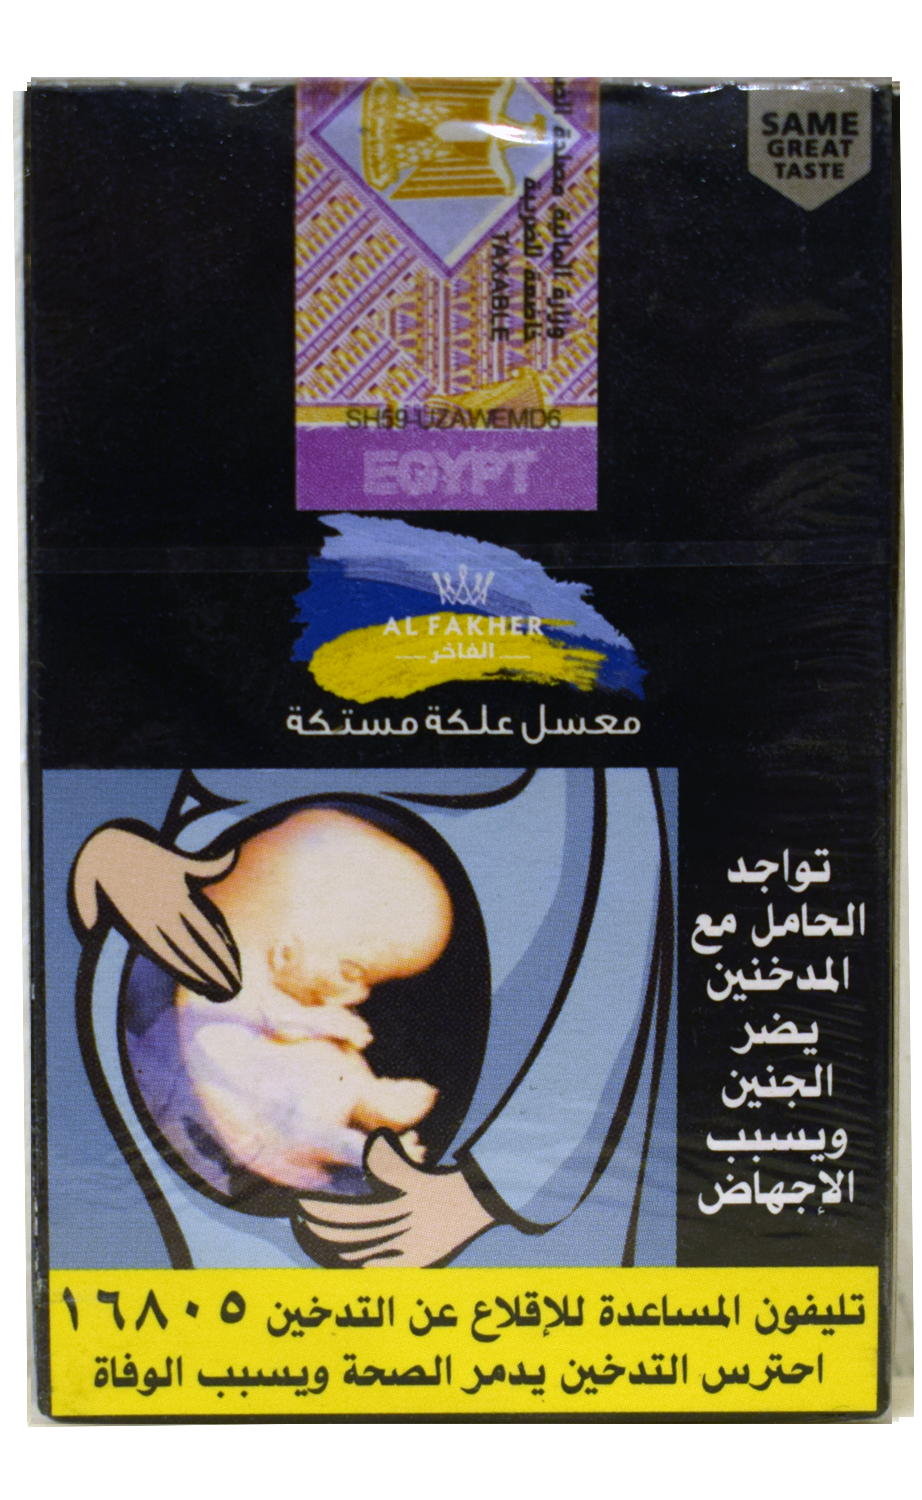 SAME
GREAT
TASTE
وزارة المالية مصلحة
خاضعة للضريبة
TAXABLE
SH59-UZAWEMD6
EGYPT
AL FAKHER
الفاخر
معسل علكة مستكة
تواجد
الحامل مع
المدخنين
يضر
الجنين
ويسبب
الإجهاض
تليفون المساعدة للإقلاع عن التدخين ١٦٨٠٥
احترس التدخين يدمر الصحة ويسبب الوفاة